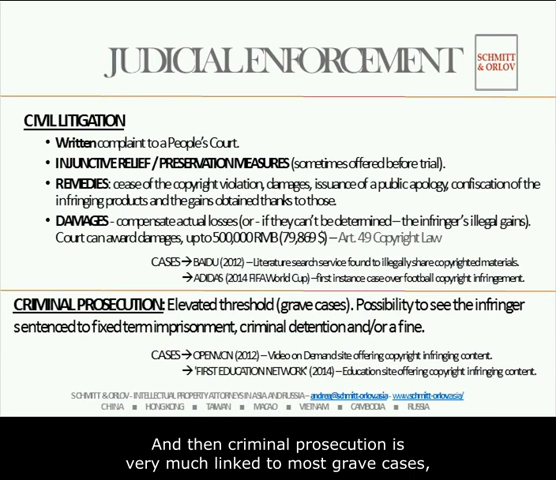 JUDICIAL ENFORCEMENT
SCHMITT
& ORLOV
CIVIL LITIGATION
• Written complaint to a People's Court.
• INJUNCTIVE RELIEF / PRESERVATION MEASURES (sometimes offered before trial).
• REMEDIES: cease of the copyright violation, damages, issuance of a public apology, confiscation of the
infringing products and the gains obtained thanks to those.
• DAMAGES - compensate actual losses (or - if they can't be determined – the infringer's illegal gains).
Court can award damages, up to 500,000 RMB (79,869 $) – Art. 49 Copyright Law
CASES → BAIDU (2012) – Literature search service found to illegally share copyrighted materials.
→ ADIDAS (2014 FIFA World Cup) – first instance case over football copyright infringement.
CRIMINAL PROSECUTION: Elevated threshold (grave cases). Possibility to see the infringer
sentenced to fixed term imprisonment, criminal detention and/or a fine.
CASES → OPENV.CN (2012) – Video on Demand site offering copyright infringing content.
→ 'FIRST EDUCATION NETWORK' (2014) – Education site offering copyright infringing content.
SCHMITT & ORLOV - INTELLECTUAL PROPERTY ATTORNEYS IN ASIA AND RUSSIA – andrea@schmitt-orlov.asia - www.schmitt-orlov.asia/
CHINA ■ HONGKONG ■ TAIWAN ■ MACAO ■ VIETNAM ■ CAMBODIA ■ RUSSIA
And then criminal prosecution is
very much linked to most grave cases,